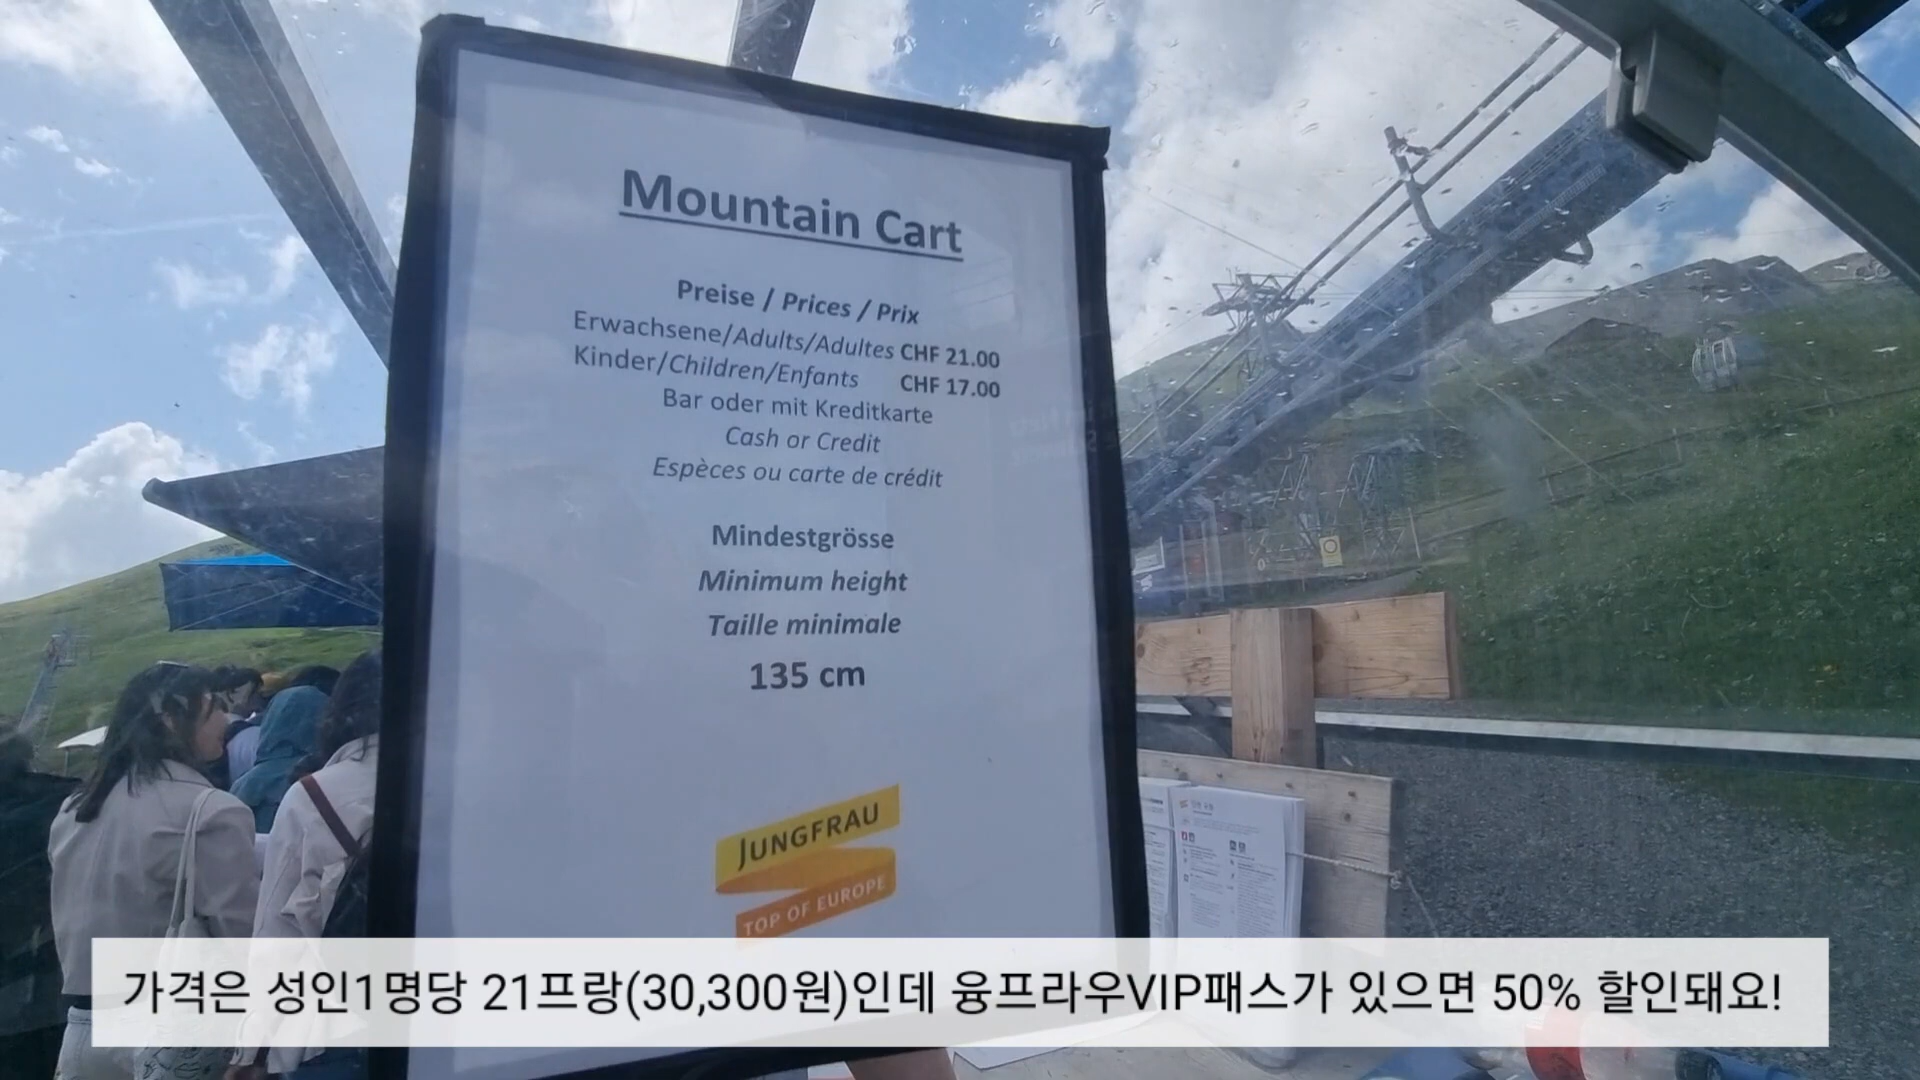 Mountain Cart
Preise / Prices / Prix
Erwachsene/Adults/Adultes CHF 21.00
Kinder/Children/Enfants CHF 17.00
Bar oder mit Kreditkarte
Cash or Credit
Espèces ou carte de crédit
Mindestgrösse
Minimum height
Taille minimale
135 cm
JUNGFRAU
TOP OF EUROPE
가격은 성인1명당 21프랑(30,300원)인데 융프라우VIP패스가 있으면 50% 할인돼요!